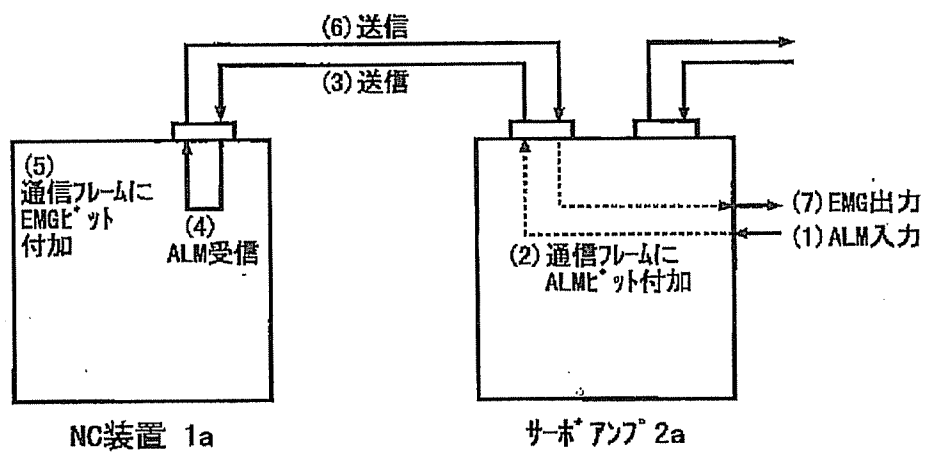 (6)送信
(3)送信
(5)
通信ﾌﾚｰﾑに
EMGﾋﾞｯﾄ
付加
(4)
ALM受信
(7)EMG出力
(1)ALM入力
(2)通信ﾌﾚｰﾑに
ALMﾋﾞｯﾄ付加
NC装置 1a
ｻｰﾎﾞｱﾝﾌﾟ2a